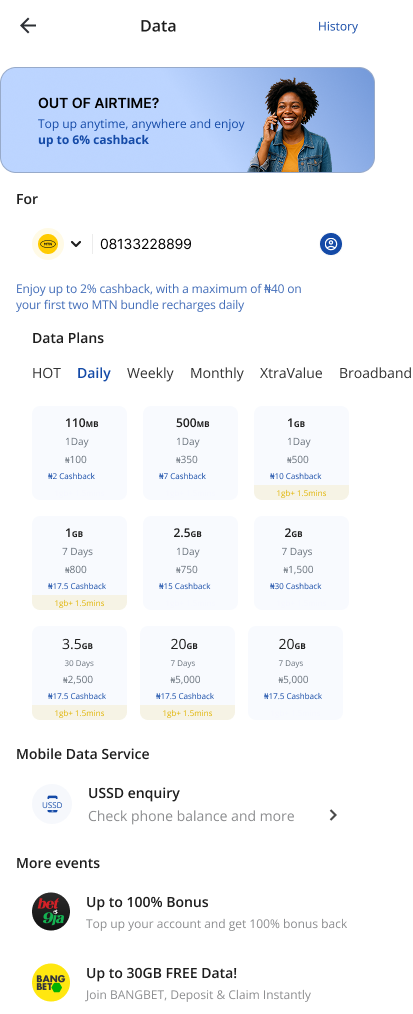 Data
History
OUT OF AIRTIME?
Top up anytime, anywhere and enjoy
up to 6% cashback
For
MTN
08133228899
Enjoy up to 2% cashback, with a maximum of ₦40 on
your first two MTN bundle recharges daily
Data Plans
HOT Daily Weekly Monthly XtraValue Broadband
110MB
1Day
₦100
₦2 Cashback
500MB
1Day
₦350
₦7 Cashback
1GB
1Day
₦500
₦10 Cashback
1gb+ 1.5mins
1GB
7 Days
₦800
₦17.5 Cashback
1gb+ 1.5mins
2.5GB
1Day
₦750
₦15 Cashback
2GB
7 Days
₦1,500
₦30 Cashback
3.5GB
30 Days
₦2,500
₦17.5 Cashback
1gb+ 1.5mins
20GB
7 Days
₦5,000
₦17.5 Cashback
1gb+ 1.5mins
20GB
7 Days
₦5,000
₦17.5 Cashback
Mobile Data Service
USSD
USSD enquiry
Check phone balance and more
More events
bet
9ja
Up to 100% Bonus
Top up your account and get 100% bonus back
BANG
BET
Up to 30GB FREE Data!
Join BANGBET, Deposit & Claim Instantly